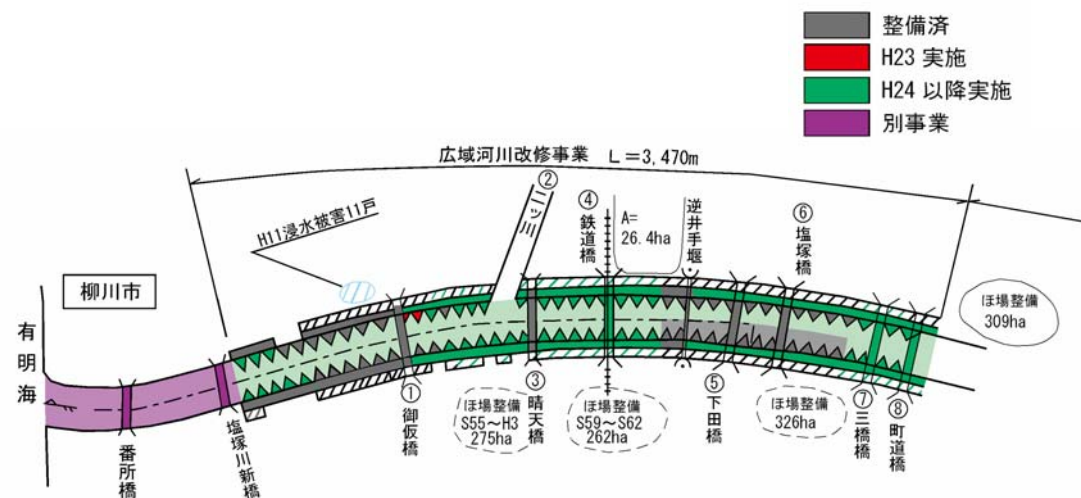 整備済
H23 実施
H24 以降実施
別事業
広域河川改修事業 L=3,470m
H11浸水被害11戸
②
二ッ川
④
鉄道橋
A=
26.4ha
逆井手堰
⑥
塩塚橋
柳川市
有明海
ほ場整備
309ha
番所橋
塩塚川新橋
①
御仮橋
ほ場整備
S55～H3
275ha
③
晴天橋
ほ場整備
S59～S62
262ha
⑤
下田橋
ほ場整備
326ha
⑦
三橋橋
⑧
町道橋